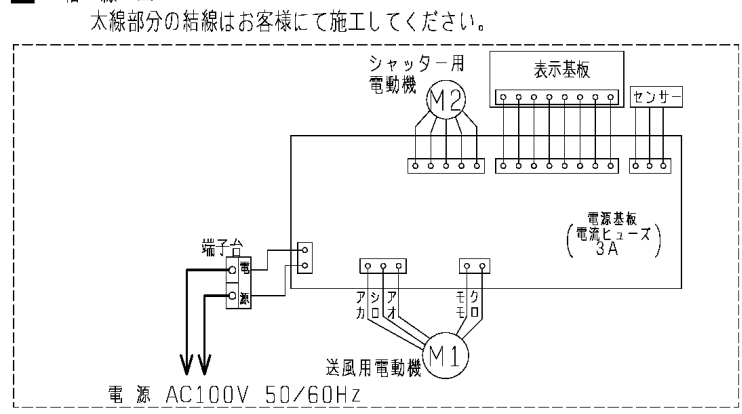 太線部分の結線はお客様にて施工してください。
シャッター用
電動機
M2
表示基板
センサー
電源基板
(電流ヒューズ)
3A
端子台
電
源
アカ
シロ
アオ
モモ
クロ
M1
送風用電動機
電 源 AC100V 50/60Hz